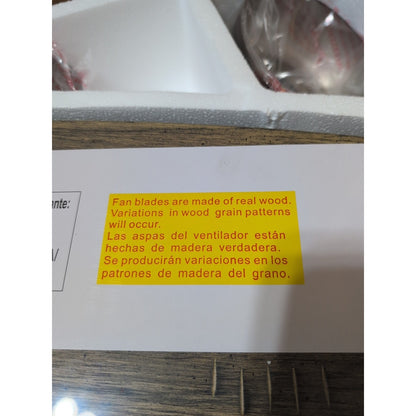 Fan blades are made of real wood.
Variations in wood grain patterns
will occur.
Las aspas del ventilador están
hechas de madera verdadera.
Se producirán variaciones en los
patrones de madera del grano.